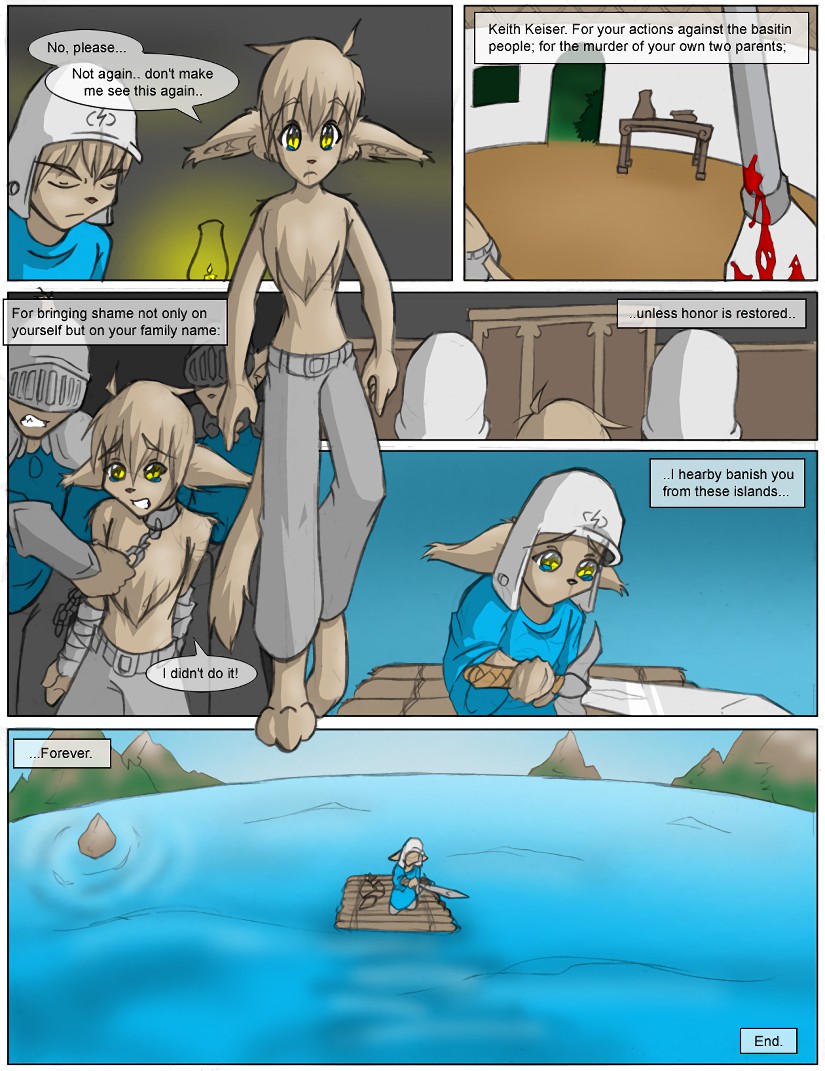 No, please...
Not again.. don't make
me see this again..
Keith Keiser. For your actions against the basitin
people; for the murder of your own two parents;
For bringing shame not only on
yourself but on your family name:
..unless honor is restored..
I didn't do it!
..I hearby banish you
from these islands...
...Forever.
End.